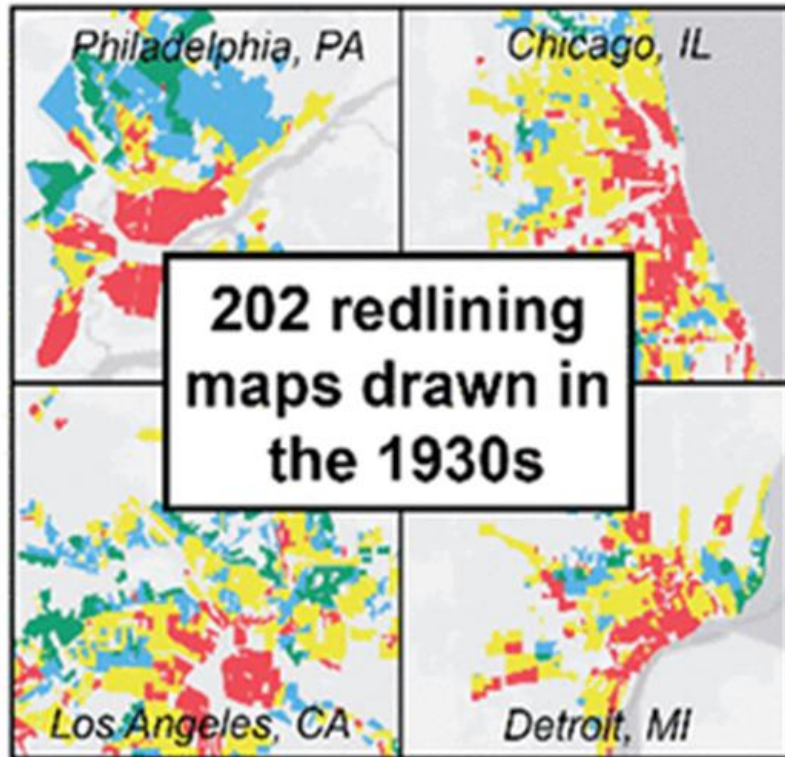 Philadelphia, PA
Chicago, IL
202 redlining
maps drawn in
the 1930s
Los Angeles, CA
Detroit, MI